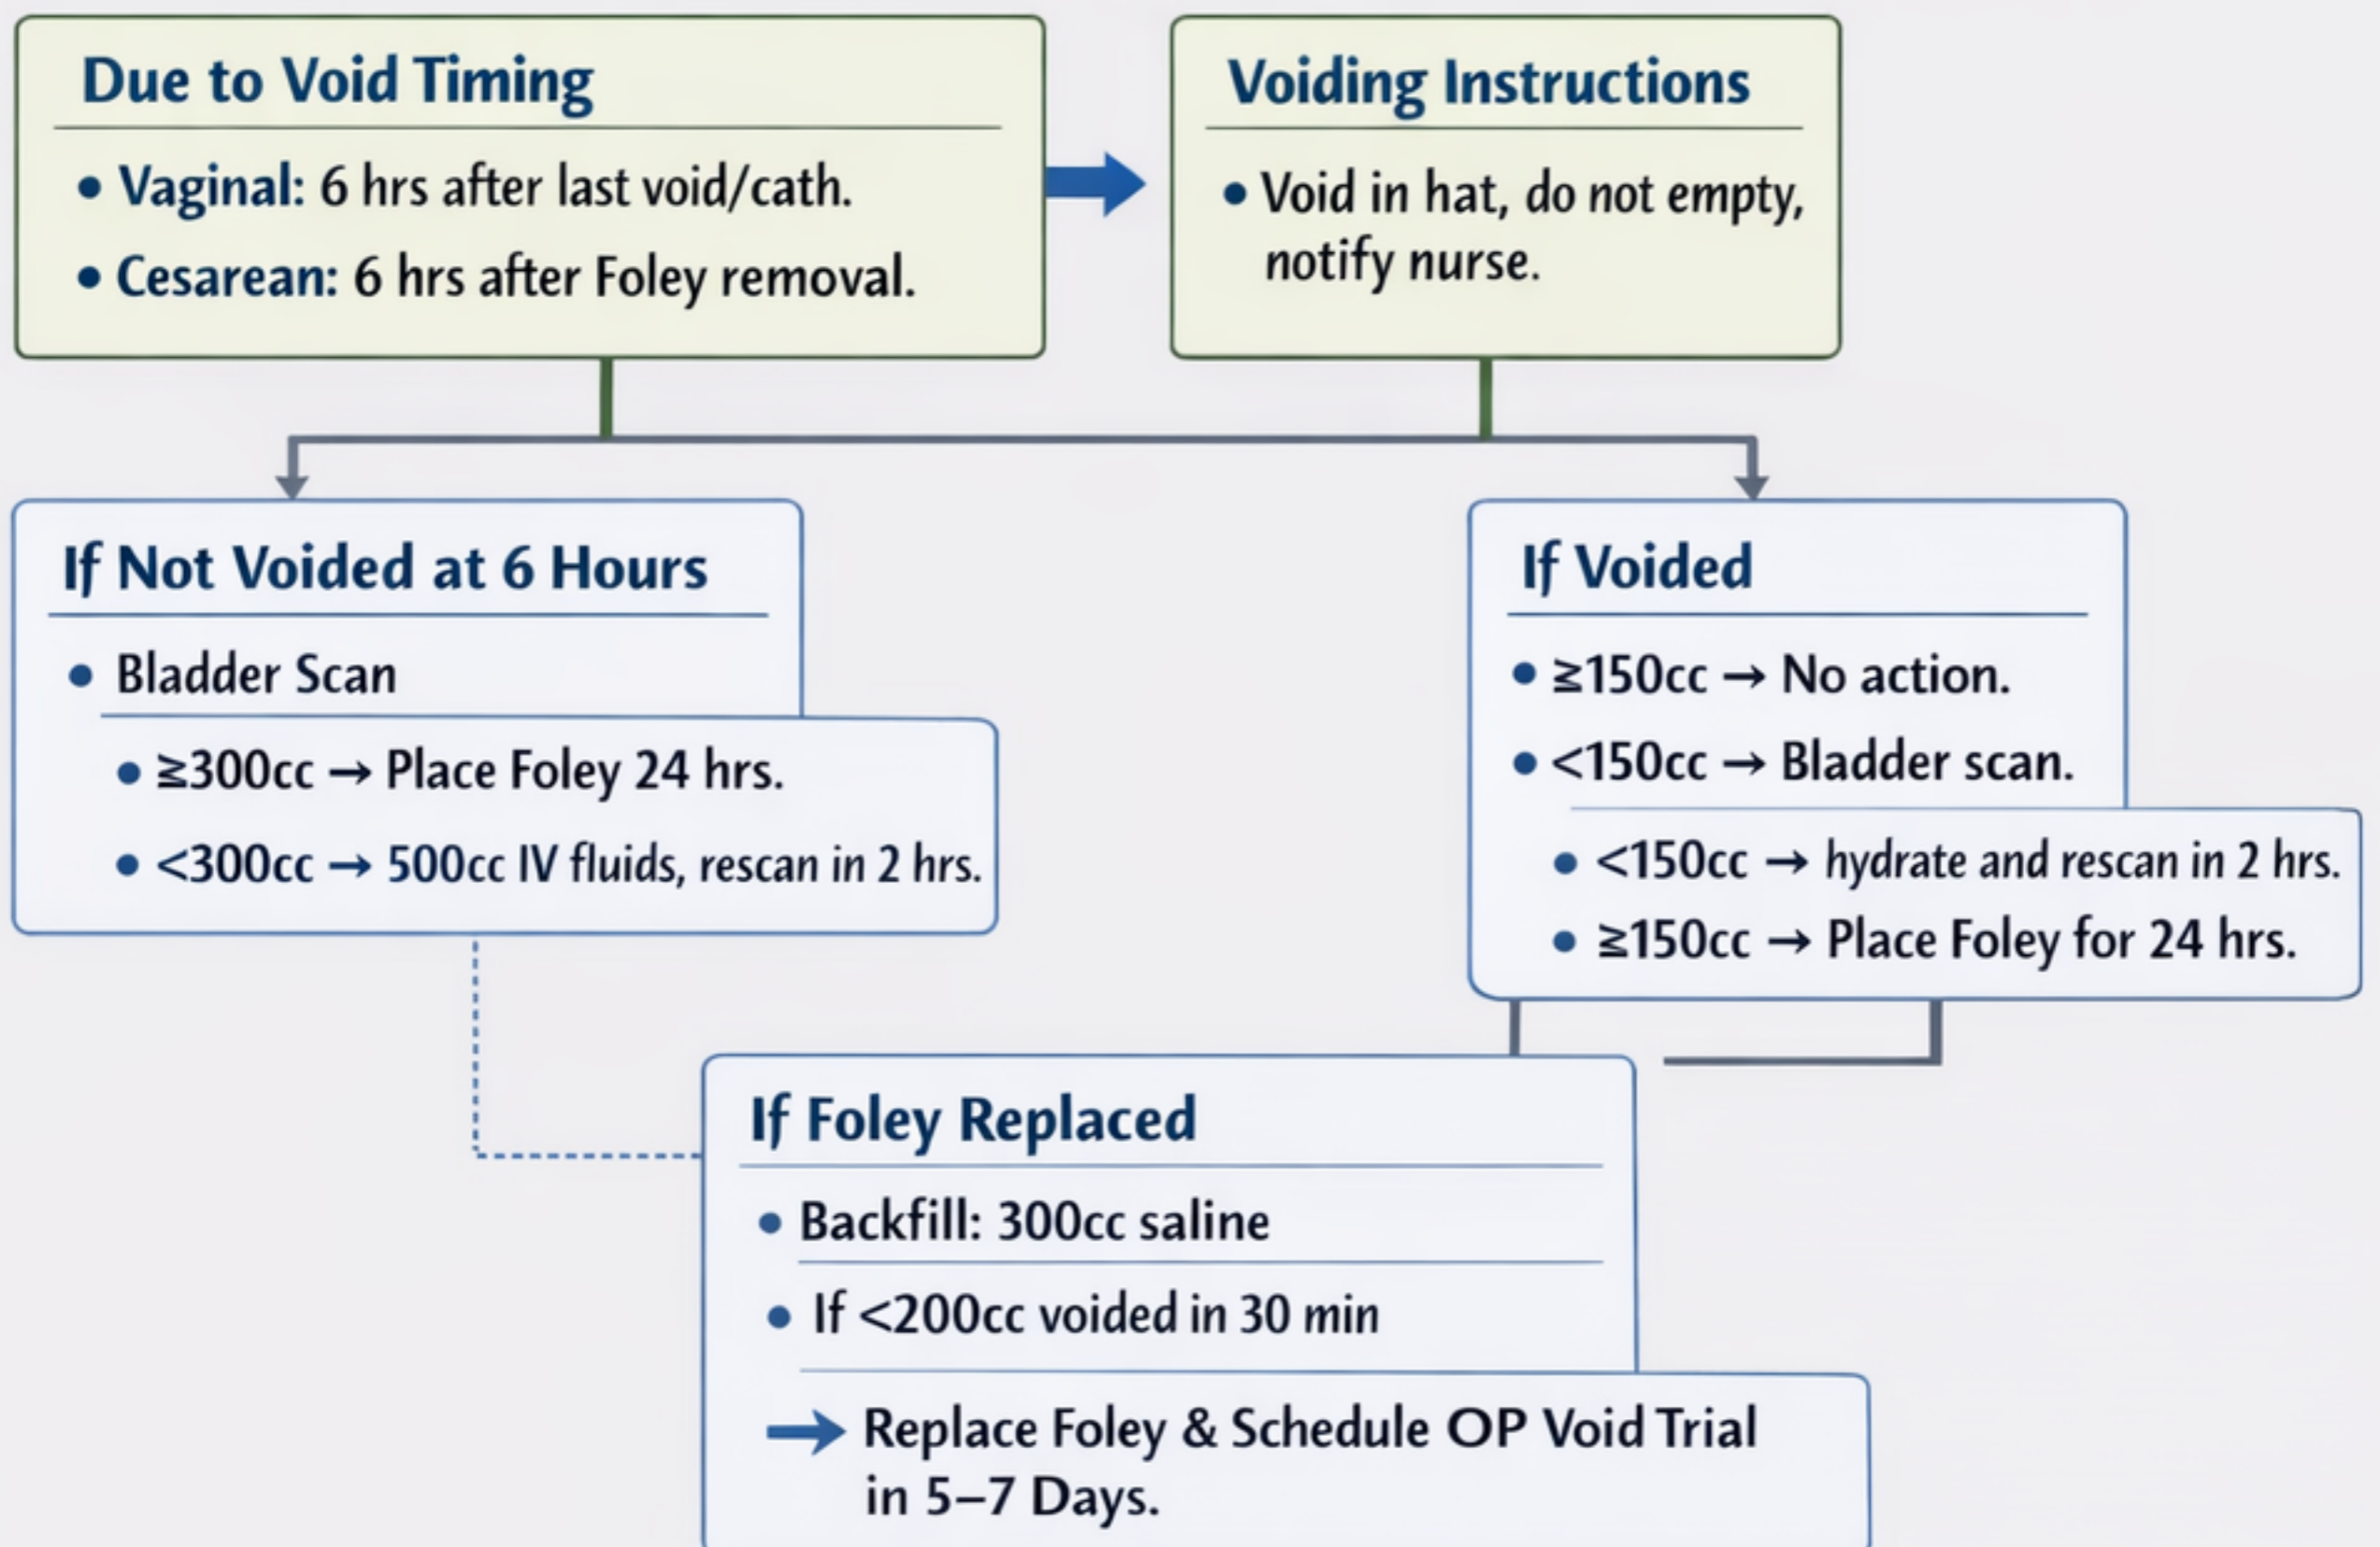 Due to Void Timing
• Vaginal: 6 hrs after last void/cath.
• Cesarean: 6 hrs after Foley removal.
Voiding Instructions
• Void in hat, do not empty,
notify nurse.
If Not Voided at 6 Hours
• Bladder Scan
• ≥300cc → Place Foley 24 hrs.
• <300cc → 500cc IV fluids, rescan in 2 hrs.
If Voided
• ≥150cc → No action.
• <150cc → Bladder scan.
• <150cc → hydrate and rescan in 2 hrs.
• ≥150cc → Place Foley for 24 hrs.
If Foley Replaced
• Backfill: 300cc saline
• If <200cc voided in 30 min
→ Replace Foley & Schedule OP Void Trial
in 5–7 Days.